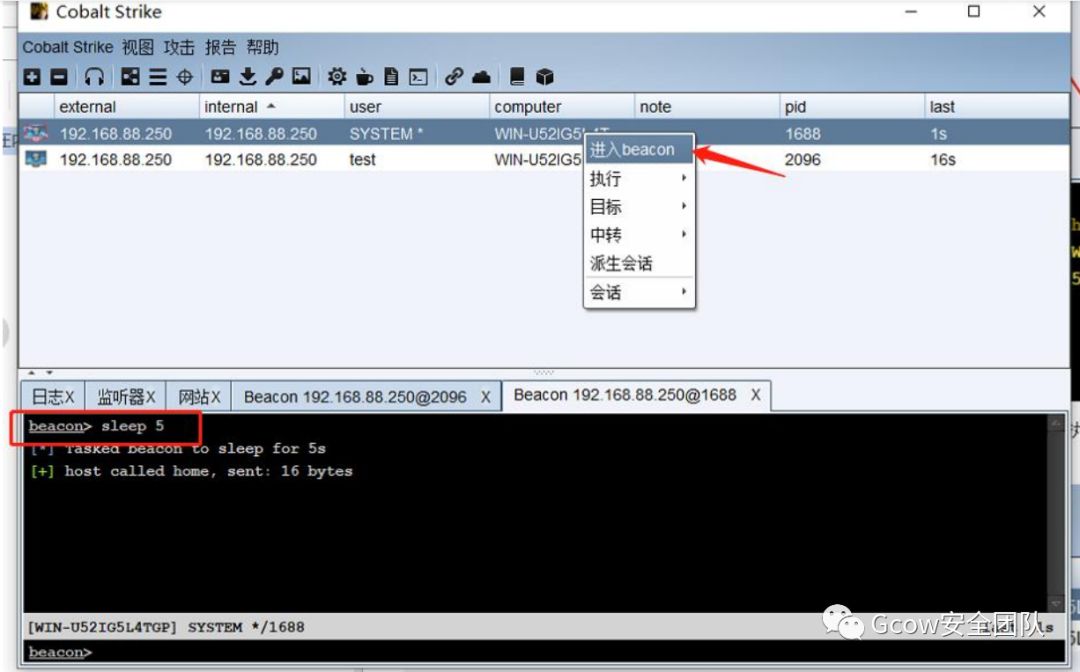 Cobalt Strike
Cobalt Strike 视图 攻击 报告 帮助
external internal user computer note pid last
192.168.88.250 192.168.88.250 SYSTEM * WIN-U52IG5L4T 1688 1s
192.168.88.250 192.168.88.250 test WIN-U52IG5 2096 16s
进入beacon
执行
目标
中转
派生会话
会话
日志X 监听器X 网站X Beacon 192.168.88.250@2096 X Beacon 192.168.88.250@1688 X
beacon> sleep 5
[*] Tasked beacon to sleep for 5s
[+] host called home, sent: 16 bytes
[WIN-U52IG5L4TGP] SYSTEM */1688
Gcow安全团队
beacon>